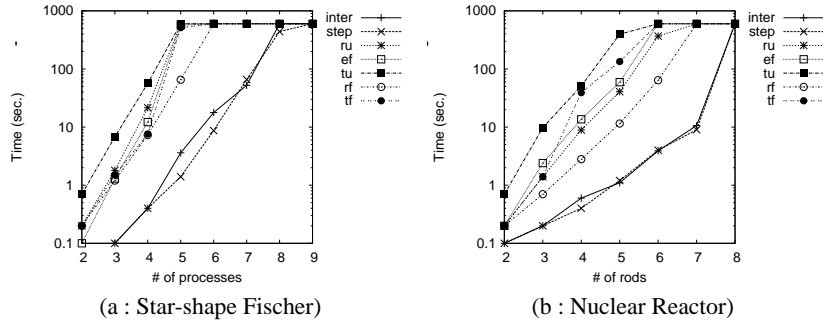 1000
100
10
1
0.1
Time (sec.)
2 3 4 5 6 7 8 9
# of processes
inter
step
ru
ef
tu
rf
tf
(a : Star-shape Fischer)
1000
100
10
1
0.1
Time (sec.)
2 3 4 5 6 7 8
# of rods
inter
step
ru
ef
tu
rf
tf
(b : Nuclear Reactor)